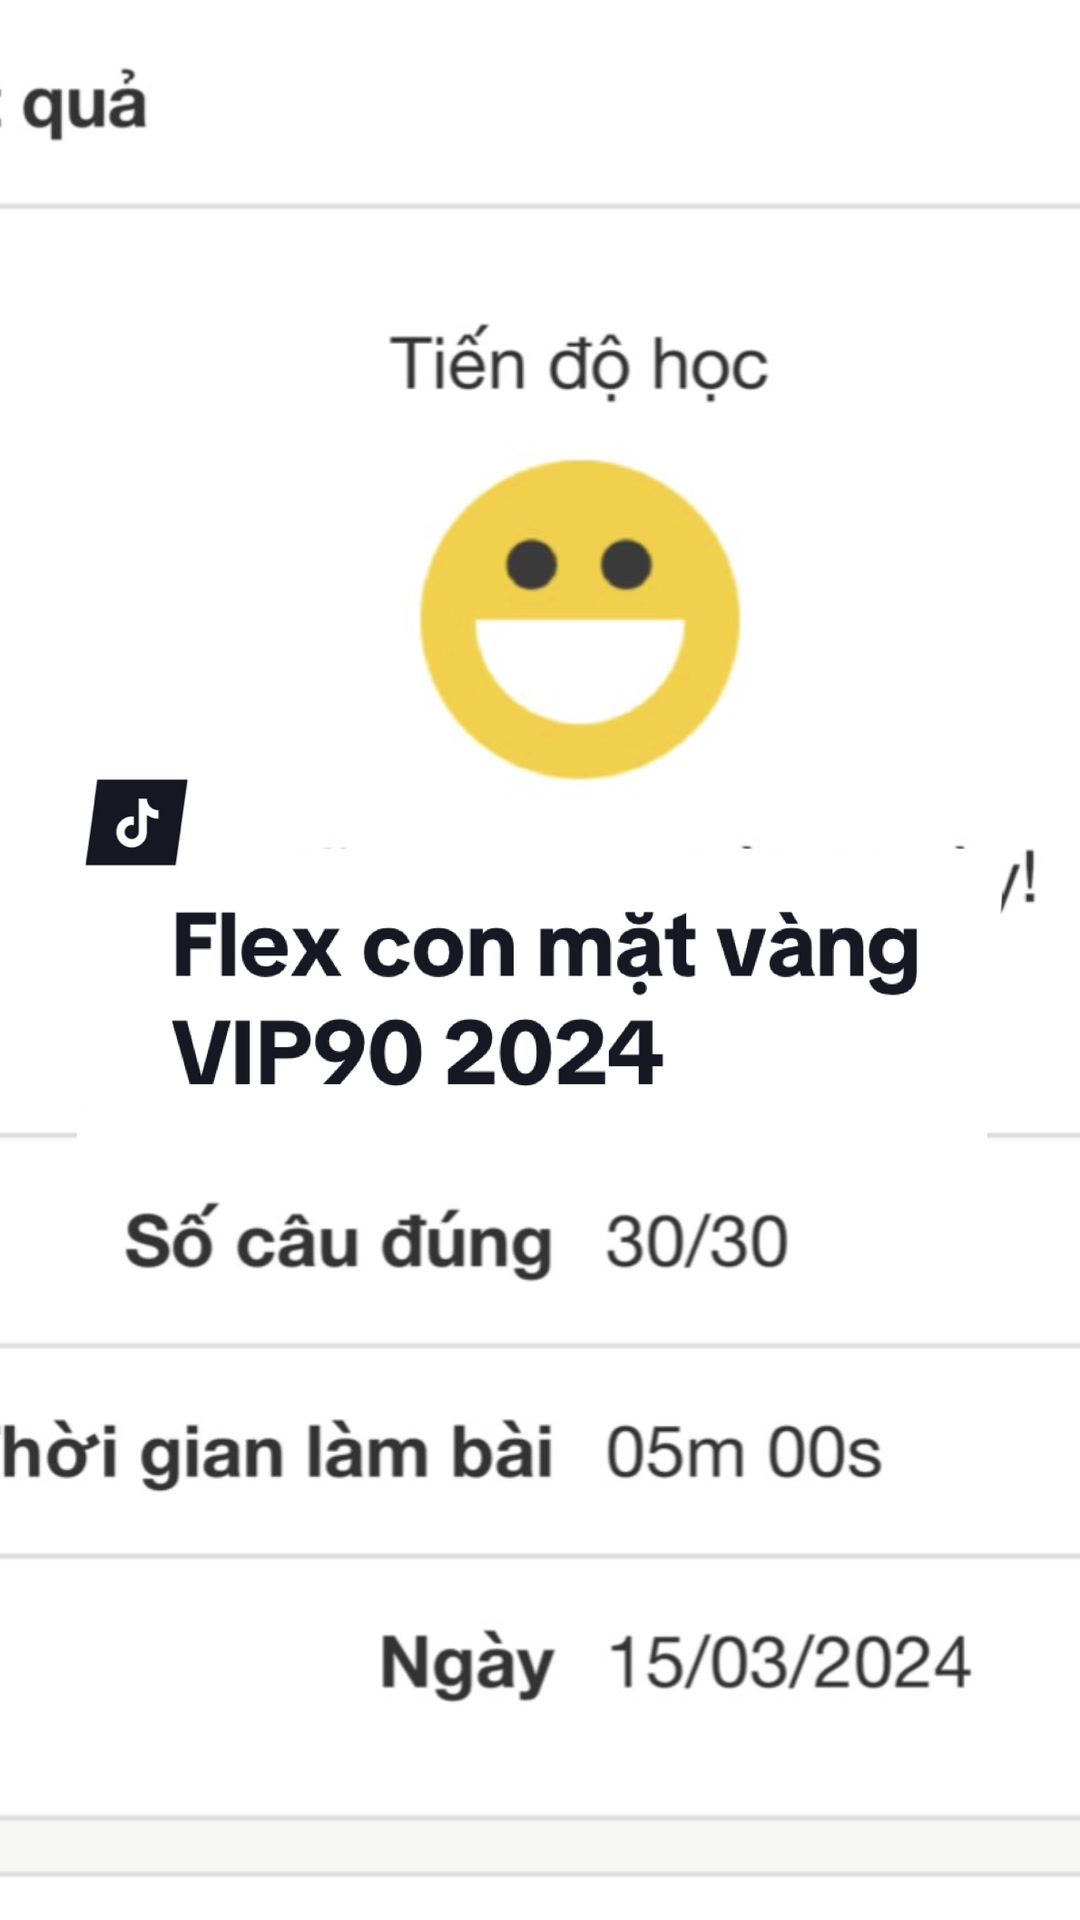 quả
Tiến độ học
y!
Flex con mặt vàng
VIP90 2024
Số câu đúng 30/30
Thời gian làm bài 05m 00s
Ngày 15/03/2024